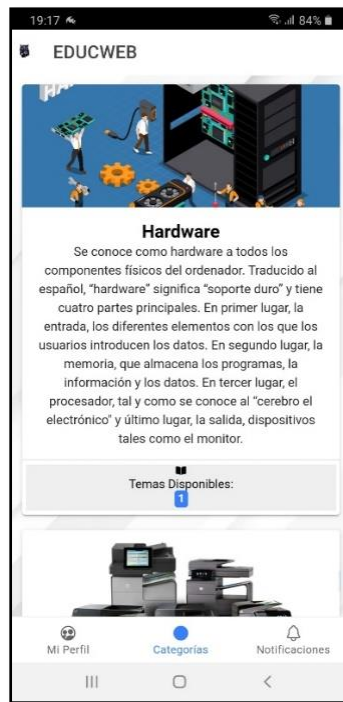 19:17 84%
EDUCWEB
Hardware
Se conoce como hardware a todos los
componentes físicos del ordenador. Traducido al
español, “hardware” significa “soporte duro” y tiene
cuatro partes principales. En primer lugar, la
entrada, los diferentes elementos con los que los
usuarios introducen los datos. En segundo lugar, la
memoria, que almacena los programas, la
información y los datos. En tercer lugar, el
procesador, tal y como se conoce al “cerebro el
electrónico" y último lugar, la salida, dispositivos
tales como el monitor.
Temas Disponibles:
1
Mi Perfil Categorías Notificaciones